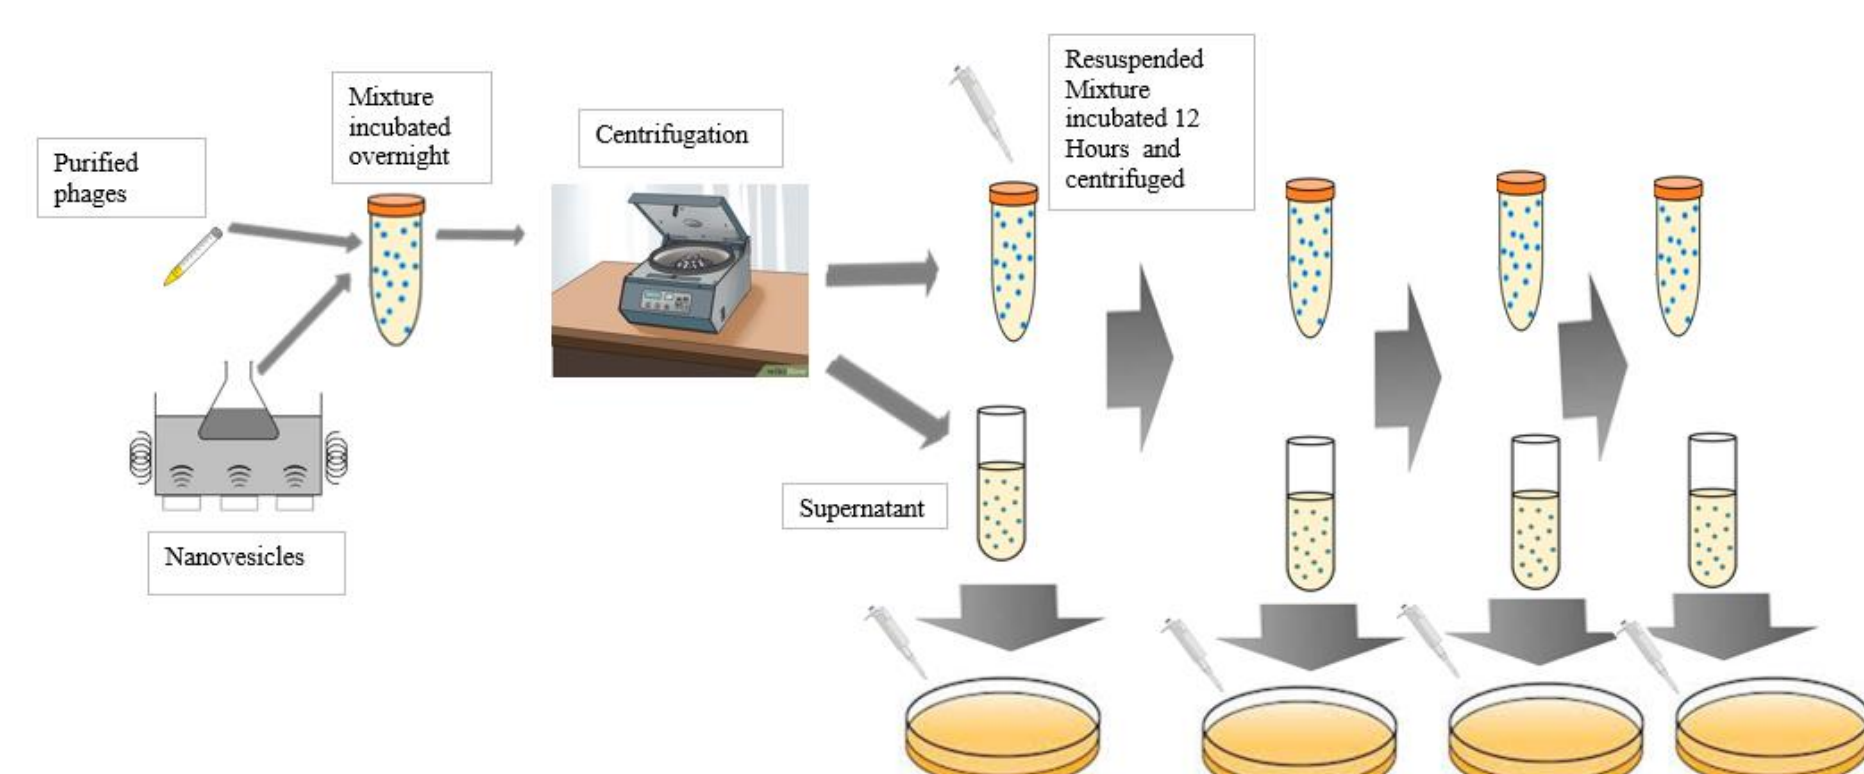 Purified
phages
Mixture
incubated
overnight
Centrifugation
Resuspended
Mixture
incubated 12
Hours and
centrifuged
Supernatant
Nanovesicles